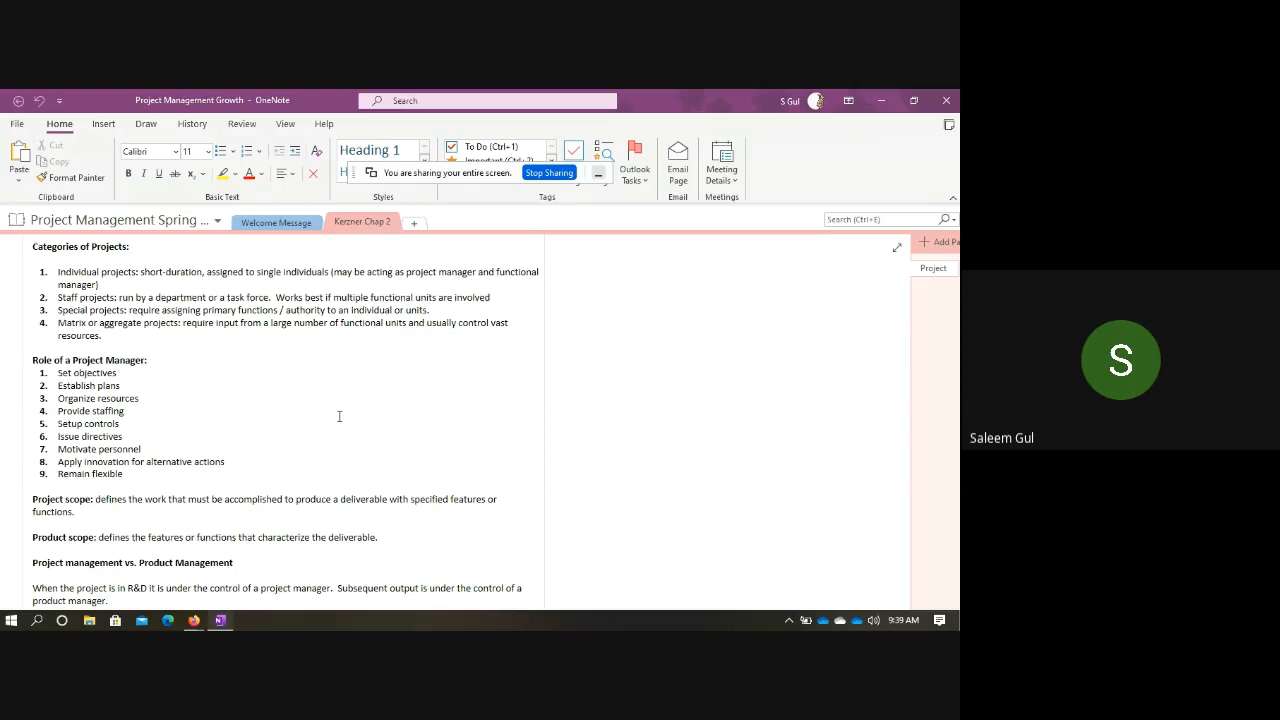 Project Management Growth - OneNote
Search
S Gul
File Home Insert Draw History Review View Help
Paste
Cut
Copy
Format Painter
Clipboard
Calibri 11
B I U ab x
Basic Text
Heading 1
H
Styles
To Do (Ctrl+1)
Important (Ctrl+2)
Tags
You are sharing your entire screen. Stop Sharing
Outlook
Tasks
Email
Page
Email
Meeting
Details
Meetings
Project Management Spring ...
Welcome Message
Kerzner Chap 2
Search (Ctrl+E)
Add Pa
Project
Categories of Projects:
1. Individual projects: short-duration, assigned to single individuals (may be acting as project manager and functional
manager)
2. Staff projects: run by a department or a task force. Works best if multiple functional units are involved
3. Special projects: require assigning primary functions / authority to an individual or units.
4. Matrix or aggregate projects: require input from a large number of functional units and usually control vast
resources.
Role of a Project Manager:
1. Set objectives
2. Establish plans
3. Organize resources
4. Provide staffing
5. Setup controls
6. Issue directives
7. Motivate personnel
8. Apply innovation for alternative actions
9. Remain flexible
Project scope: defines the work that must be accomplished to produce a deliverable with specified features or
functions.
Product scope: defines the features or functions that characterize the deliverable.
Project management vs. Product Management
When the project is in R&D it is under the control of a project manager. Subsequent output is under the control of a
product manager.
9:39 AM
S
Saleem Gul